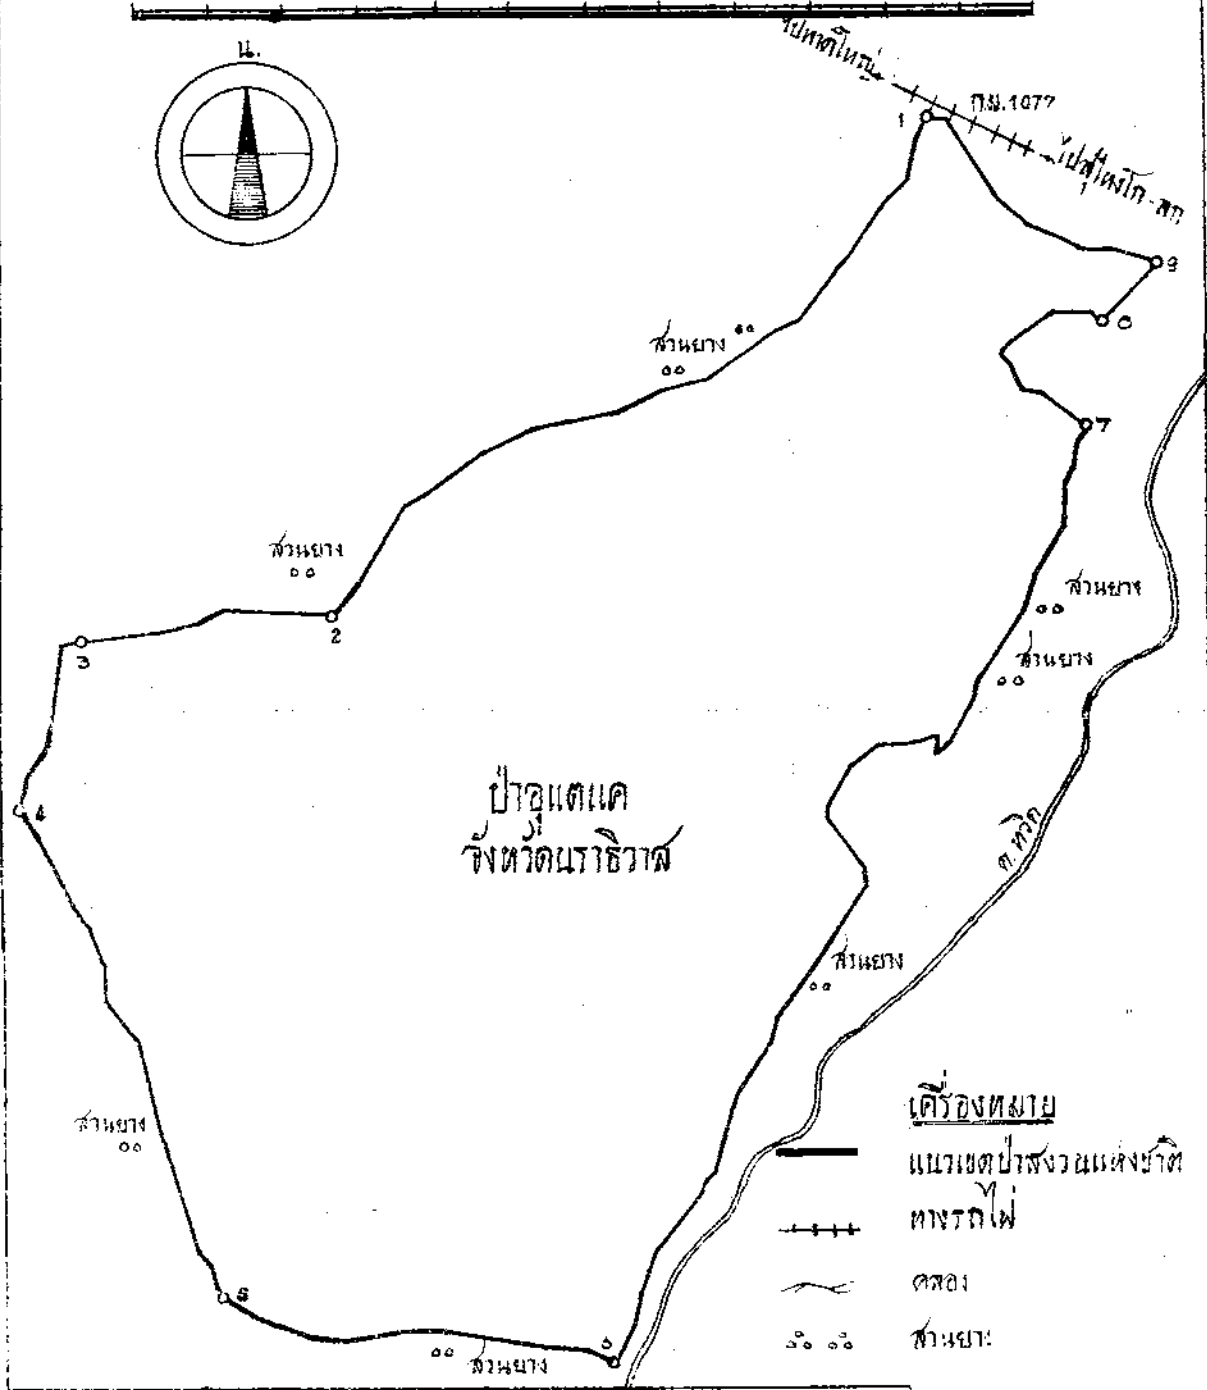 น.
ไปหาดใหญ่
ก.ม.1077
ไปสุไหงโก-ลก
1
9
8
สวนยาง
7
สวนยาง
สวนยาง
2
3
สวนยาง
4
ป่าอุแตแค
จังหวัดนราธิวาส
สวนยาง
สวนยาง
5
6
สวนยาง
เครื่องหมาย
แนวเขตป่าสงวนแห่งชาติ
ทางรถไฟ
คลอง
สวนยาง